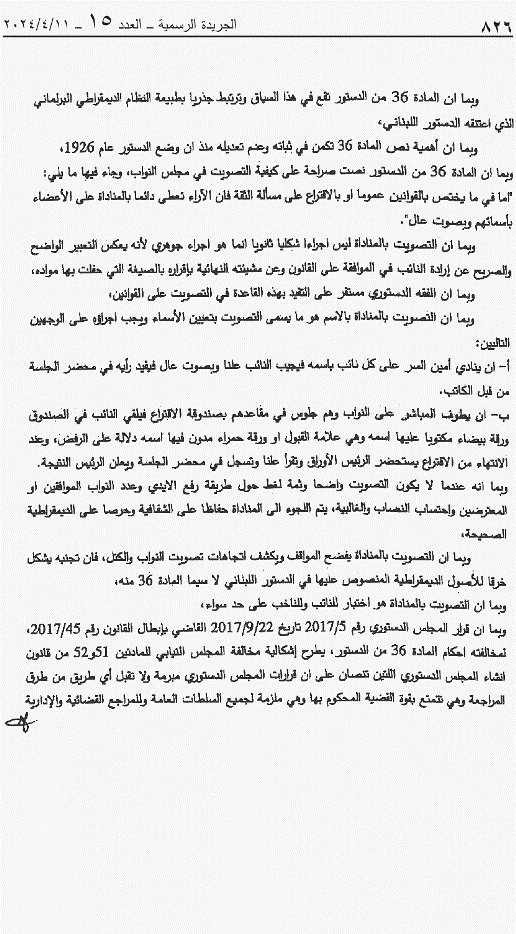 ٨٢٦
الجريدة الرسمية ــ العدد ١٥ ــ ٢٠٢٤/٤/١١
وبما ان المادة 36 من الدستور تقع في هذا السياق وترتبط جذريا بطبيعة النظام الديمقراطي البرلماني
الذي اعتنقه الدستور اللبناني،
وبما ان أهمية نص المادة 36 تكمن في ثباته وعدم تعديله منذ ان وضع الدستور عام 1926،
وبما ان المادة 36 من الدستور نصت صراحة على كيفية التصويت في مجلس النواب، وجاء فيها ما يلي:
"اما في ما يختص بالقوانين عموما او بالاقتراع على مسألة الثقة فان الآراء تعطى دائما بالمناداة على الأعضاء
بأسمائهم وبصوت عال".
وبما ان التصويت بالمناداة ليس اجراءا شكليا ثانويا انما هو اجراء جوهري لأنه يعكس التعبير الواضح
والصريح عن إرادة النائب في الموافقة على القانون وعن مشيئته النهائية بإقراره بالصيغة التي حفلت بها مواده،
وبما ان الفقه الدستوري مستقر على التقيد بهذه القاعدة في التصويت على القوانين،
وبما ان التصويت بالمناداة بالاسم هو ما يسمى التصويت بتعيين الأسماء ويجب اجراؤه على الوجهين
التاليين:
أ- ان ينادي أمين السر على كل نائب باسمه فيجيب النائب علنا وبصوت عال فيقيد رأيه في محضر الجلسة
من قبل الكاتب.
ب- ان يطوف المباشر على النواب وهم جلوس في مقاعدهم بصندوقة الاقتراع فيلقي النائب في الصندوق
ورقة بيضاء مكتوبا عليها اسمه وهي علامة القبول او ورقة حمراء مدون فيها اسمه دلالة على الرفض، وعند
الانتهاء من الاقتراع يستحضر الرئيس الأوراق وتقرأ علنا وتسجل في محضر الجلسة ويعلن الرئيس النتيجة.
وبما انه عندما لا يكون التصويت واضحا وثمة لغط حول طريقة رفع الايدي وعدد النواب الموافقين او
المعترضين واحتساب النصاب والغالبية، يتم اللجوء الى المناداة حفاظا على الشفافية وحرصا على الديمقراطية
الصحيحة،
وبما ان التصويت بالمناداة يفضح المواقف ويكشف اتجاهات تصويت النواب والكتل، فان تجنبه يشكل
خرقا للأصول الديمقراطية المنصوص عليها في الدستور اللبناني لا سيما المادة 36 منه،
وبما ان التصويت بالمناداة هو أختبار للنائب وللناخب على حد سواء،
وبما ان قرار المجلس الدستوري رقم 2017/5 تاريخ 2017/9/22 القاضي بإبطال القانون رقم 2017/45،
لمخالفته احكام المادة 36 من الدستور، يطرح إشكالية مخالفة المجلس النيابي للمادتين 51و52 من قانون
انشاء المجلس الدستوري اللتين تنصان على ان قرارات المجلس الدستوري مبرمة ولا تقبل أي طريق من طرق
المراجعة وهي تتمتع بقوة القضية المحكوم بها وهي ملزمة لجميع السلطات العامة وللمراجع القضائية والإدارية